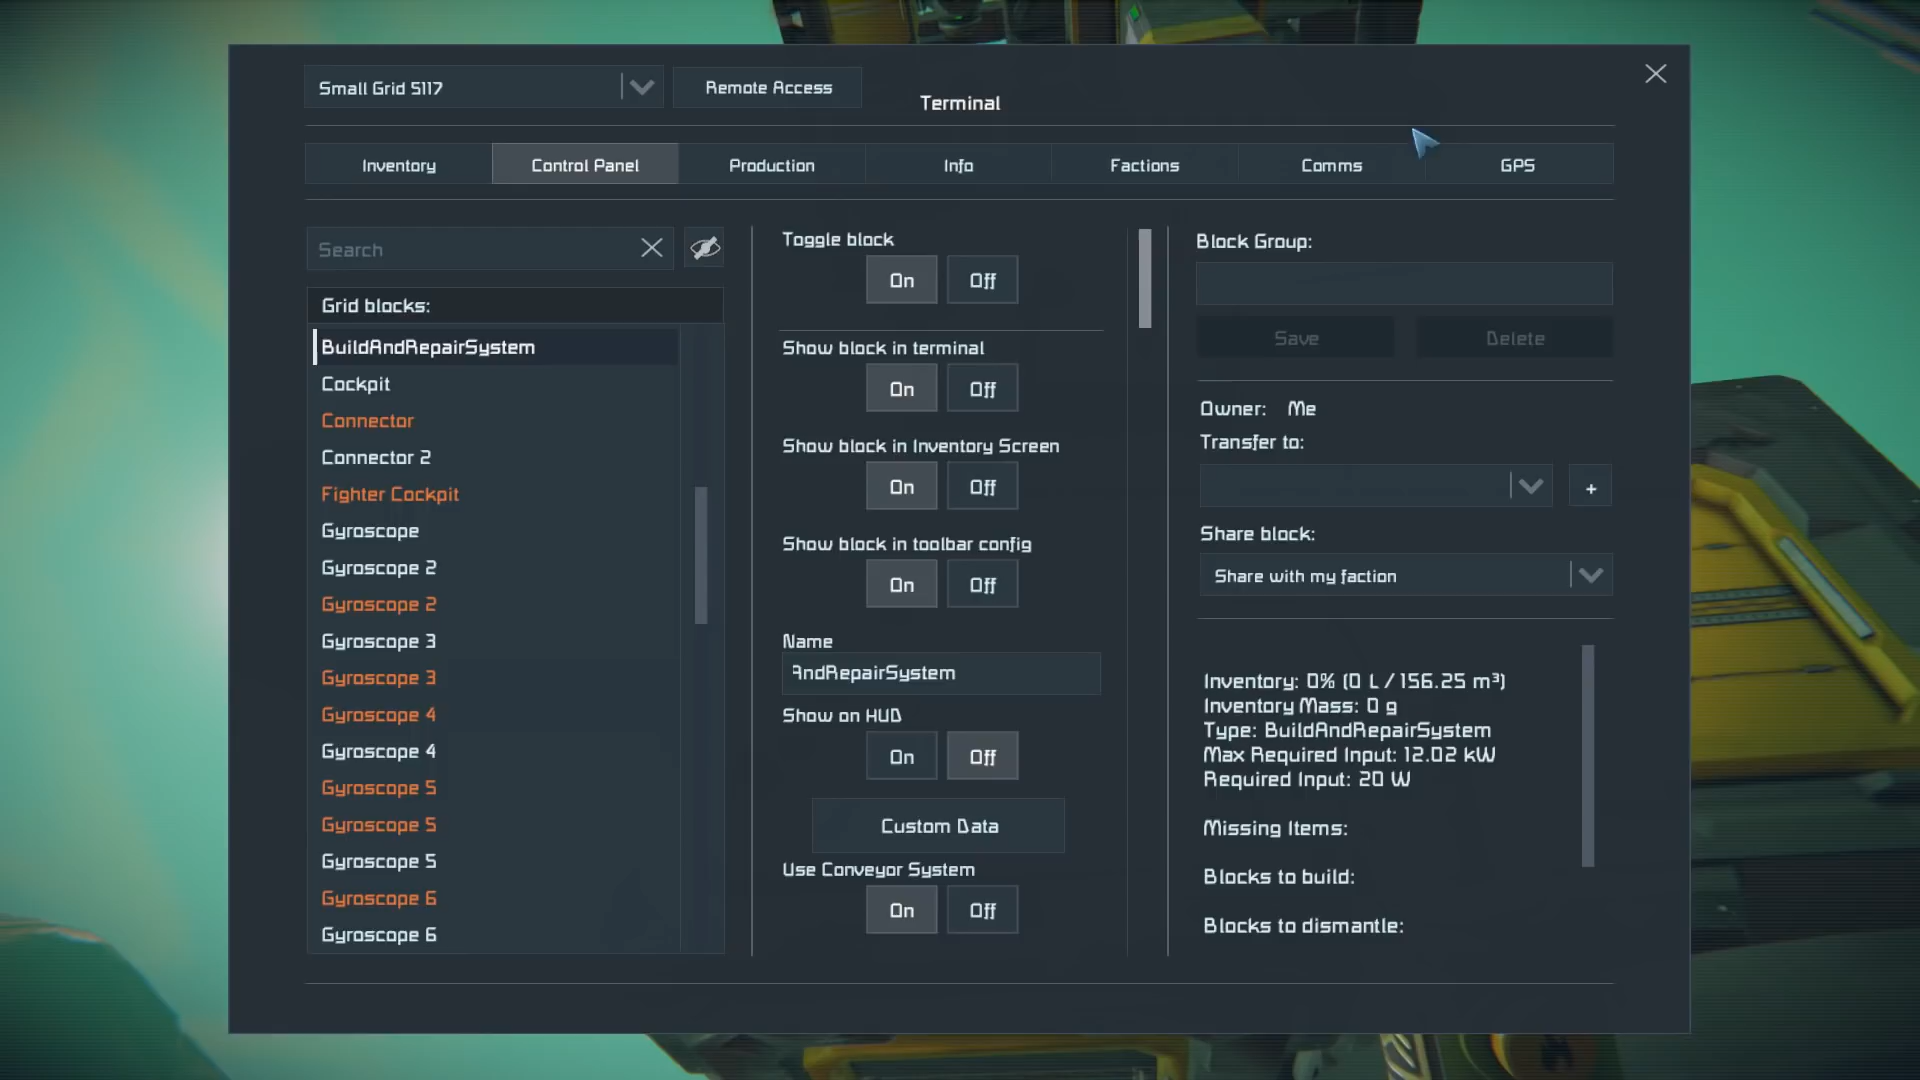 Small Grid 5117
Remote Access
Terminal
Inventory
Control Panel
Production
Info
Factions
Comms
GPS
Search
Grid blocks:
BuildAndRepairSystem
Cockpit
Connector
Connector 2
Fighter Cockpit
Gyroscope
Gyroscope 2
Gyroscope 2
Gyroscope 3
Gyroscope 3
Gyroscope 4
Gyroscope 4
Gyroscope 5
Gyroscope 5
Gyroscope 5
Gyroscope 6
Gyroscope 6
Toggle block
On Off
Show block in terminal
On Off
Show block in Inventory Screen
On Off
Show block in toolbar config
On Off
Name
AndRepairSystem
Show on HUD
On Off
Custom Data
Use Conveyor System
On Off
Block Group:
Save Delete
Owner: Me
Transfer to:
+
Share block:
Share with my faction
Inventory: 0% (0 L / 156.25 m³)
Inventory Mass: 0 g
Type: BuildAndRepairSystem
Max Required Input: 12.02 kW
Required Input: 20 W
Missing Items:
Blocks to build:
Blocks to dismantle: